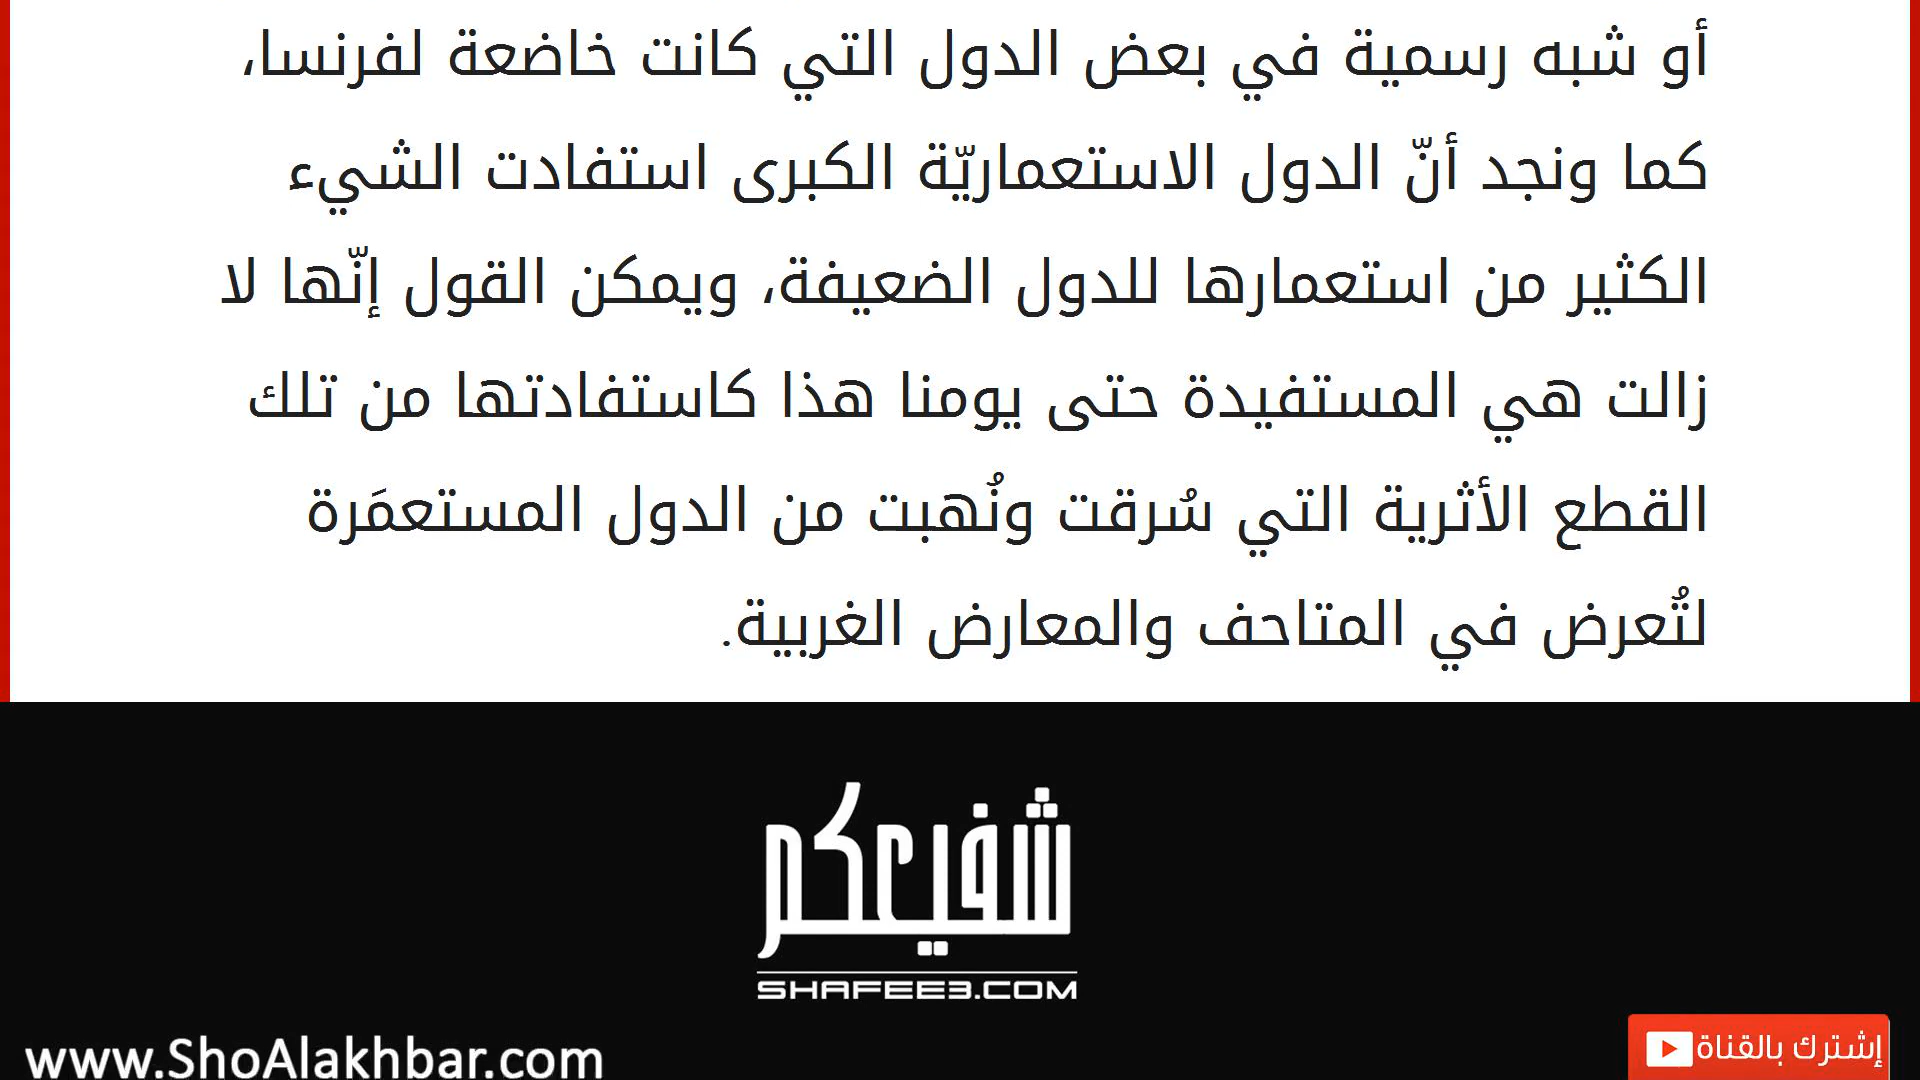 أو شبه رسمية في بعض الدول التي كانت خاضعة لفرنسا،
كما ونجد أنّ الدول الاستعماريّة الكبرى استفادت الشيء
الكثير من استعمارها للدول الضعيفة، ويمكن القول إنّها لا
زالت هي المستفيدة حتى يومنا هذا كاستفادتها من تلك
القطع الأثرية التي سُرقت ونُهبت من الدول المستعمَرة
لتُعرض في المتاحف والمعارض الغربية.
شفيعكم
SHAFEE3.COM
www.ShoAlakhbar.com
إشترك بالقناة